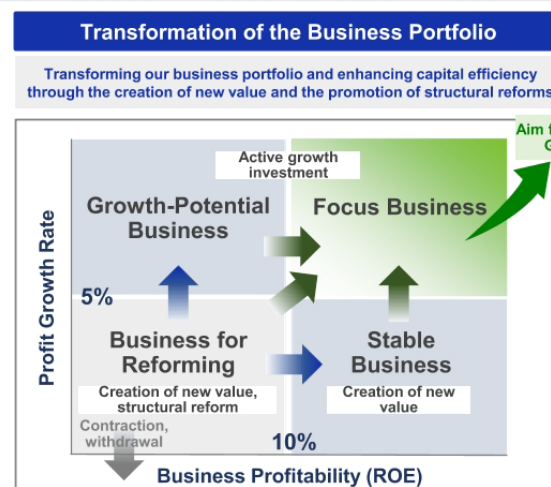 Transformation of the Business Portfolio
Transforming our business portfolio and enhancing capital efficiency
through the creation of new value and the promotion of structural reforms
Aim
Active growth
investment
Growth-Potential
Business
Focus Business
Profit Growth Rate
5%
Business for
Reforming
Creation of new value,
structural reform
Stable
Business
Creation of new
value
Contraction,
withdrawal
10%
Business Profitability (ROE)